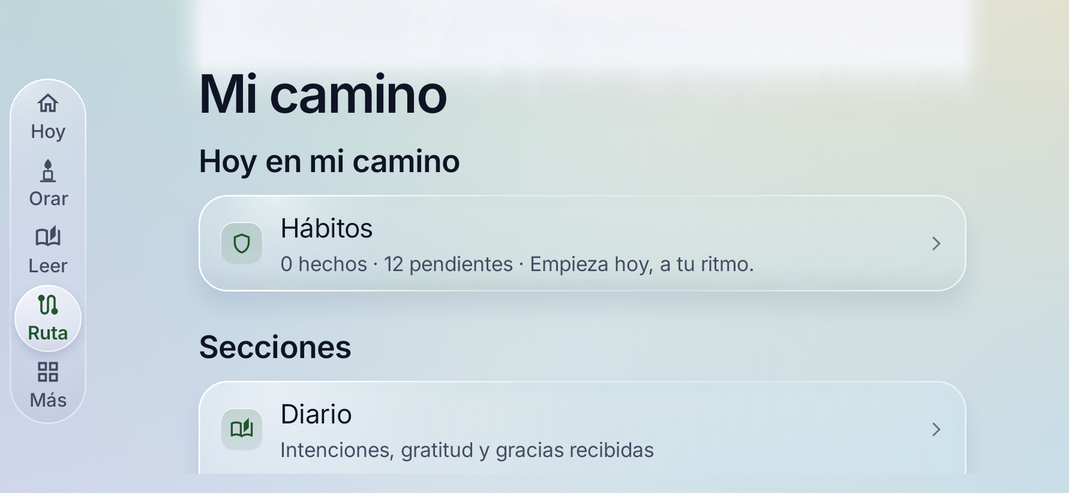 Mi camino
Hoy en mi camino
Hábitos
0 hechos · 12 pendientes · Empieza hoy, a tu ritmo.
Secciones
Diario
Intenciones, gratitud y gracias recibidas
Hoy
Orar
Leer
Ruta
Más